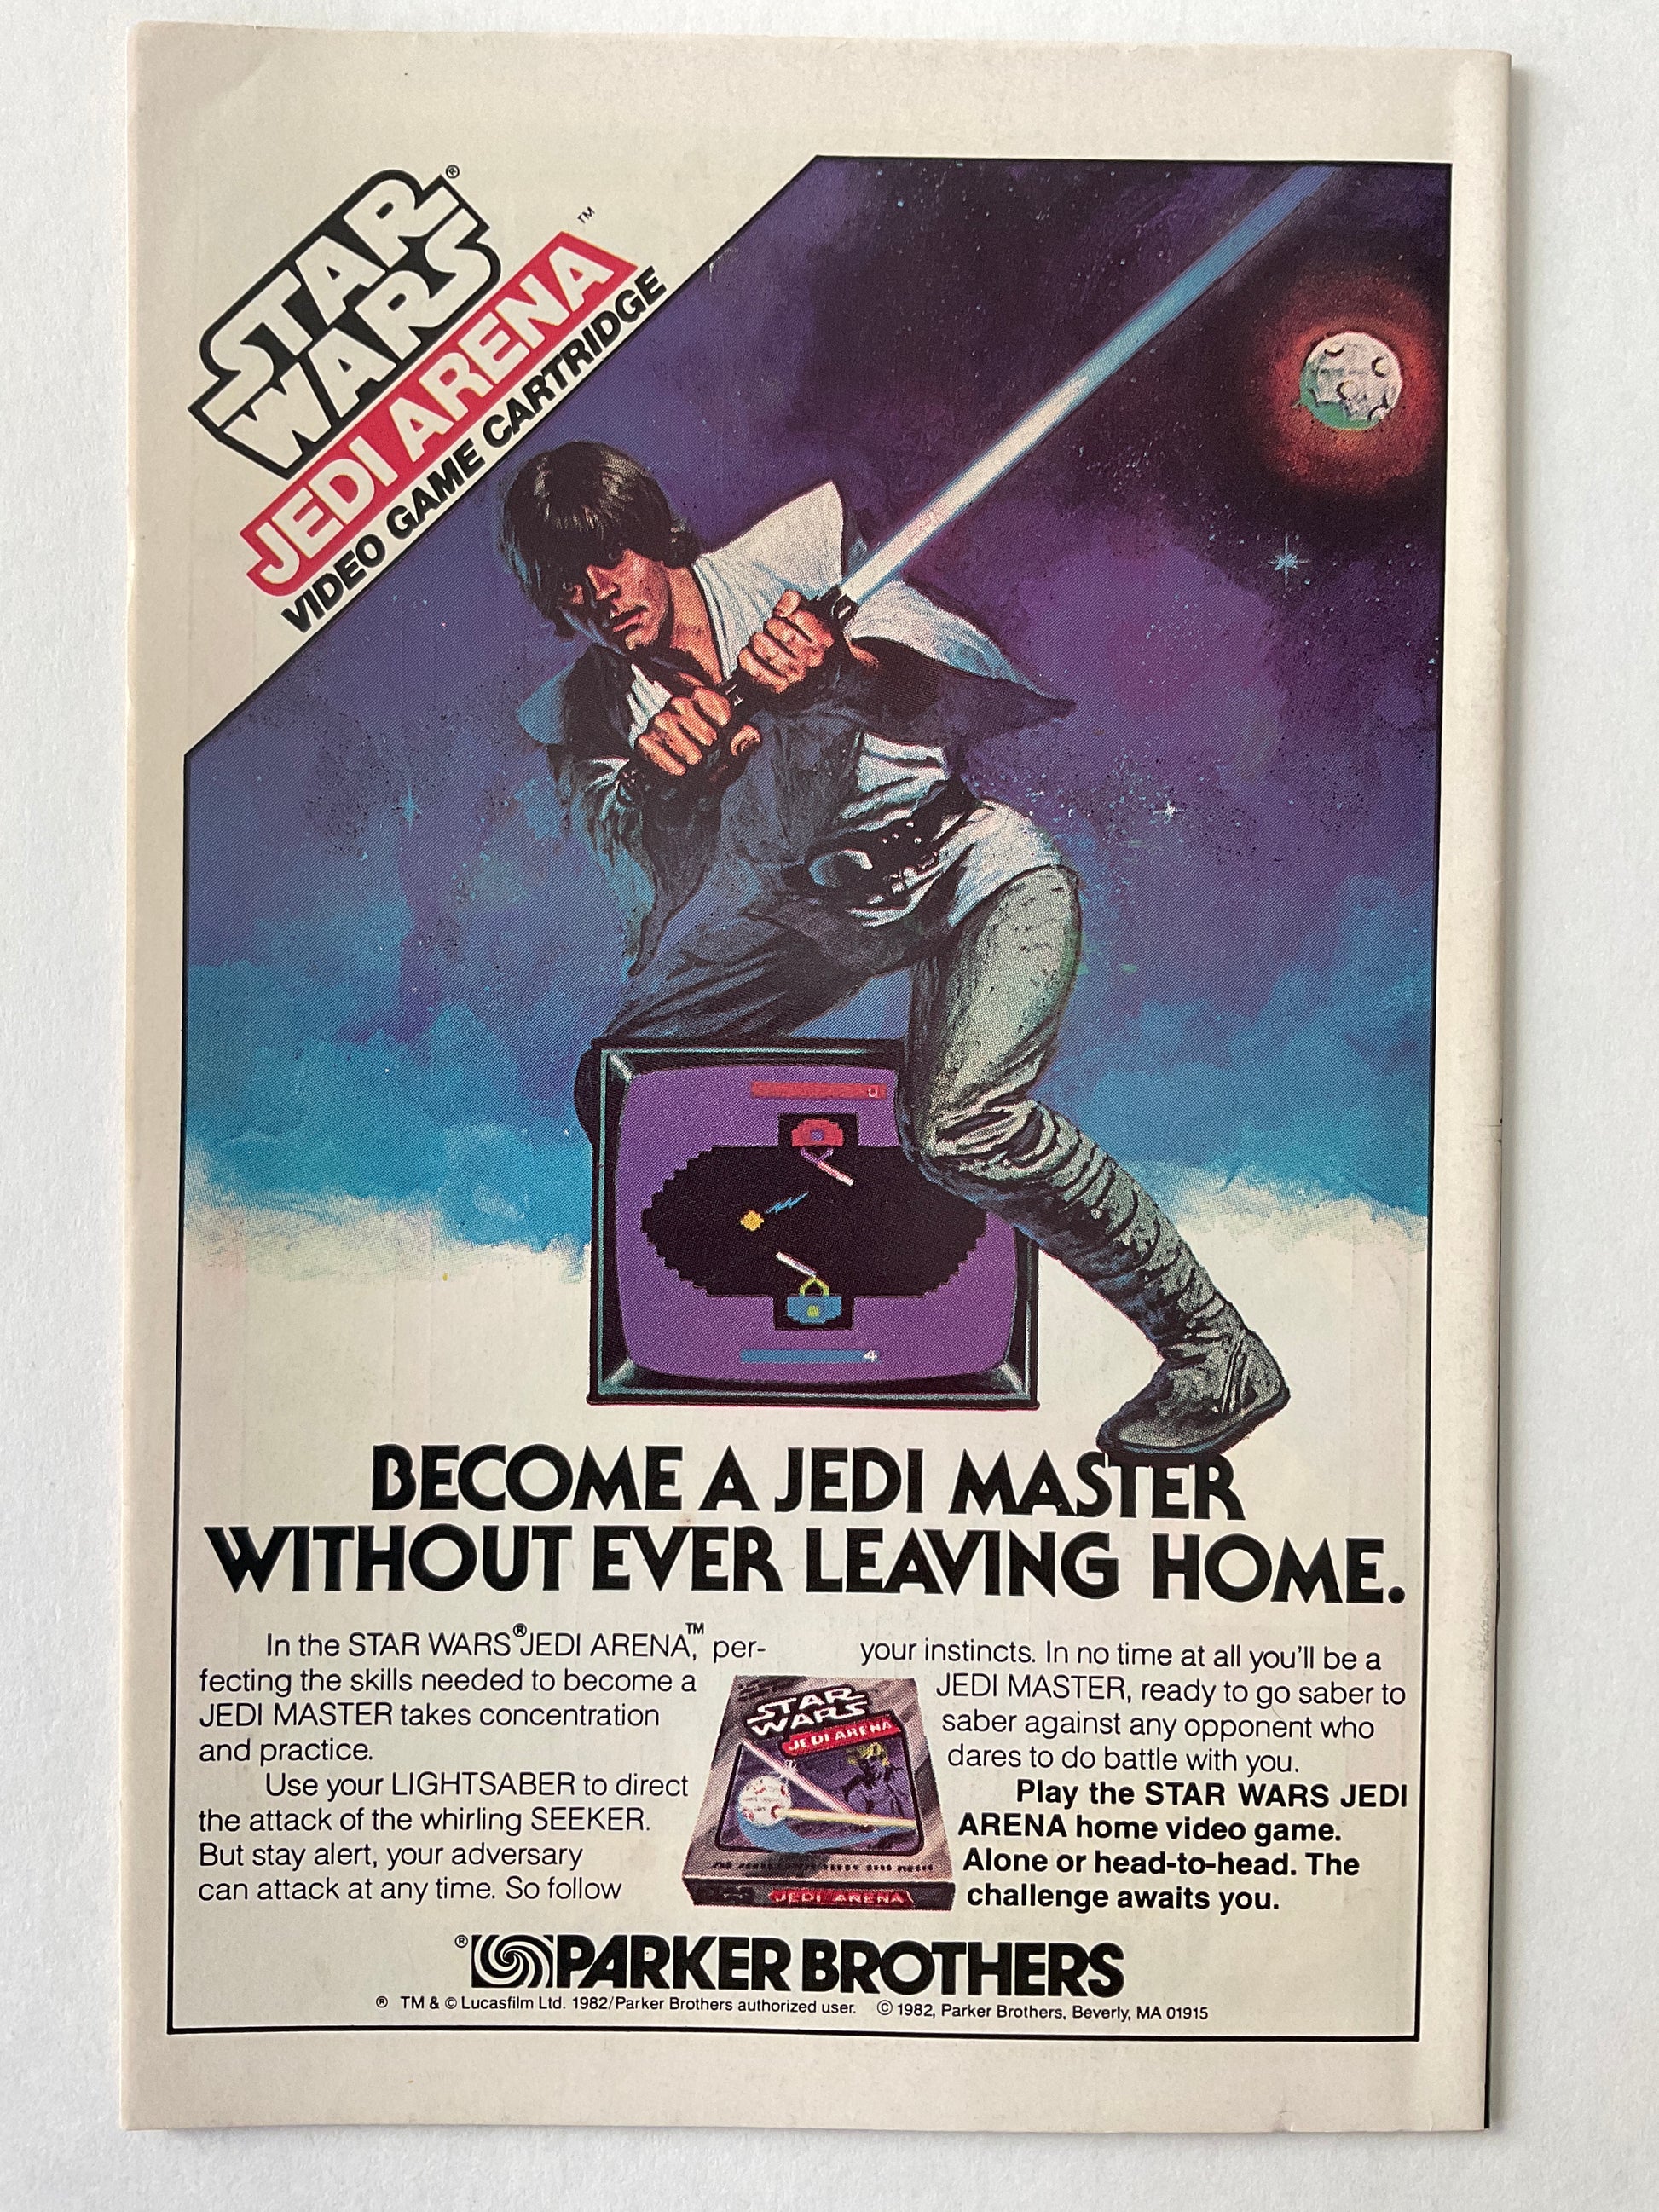 STAR ®
WARS
JEDI ARENA ™
VIDEO GAME CARTRIDGE
0
4
BECOME A JEDI MASTER
WITHOUT EVER LEAVING HOME.
In the STAR WARS® JEDI ARENA,™ per-
fecting the skills needed to become a
JEDI MASTER takes concentration
and practice.
Use your LIGHTSABER to direct
the attack of the whirling SEEKER.
But stay alert, your adversary
can attack at any time. So follow
STAR
WARS
JEDI ARENA
JEDI ARENA
your instincts. In no time at all you'll be a
JEDI MASTER, ready to go saber to
saber against any opponent who
dares to do battle with you.
Play the STAR WARS JEDI
ARENA home video game.
Alone or head-to-head. The
challenge awaits you.
® PARKER BROTHERS
® TM & © Lucasfilm Ltd. 1982/Parker Brothers authorized user. © 1982, Parker Brothers, Beverly, MA 01915